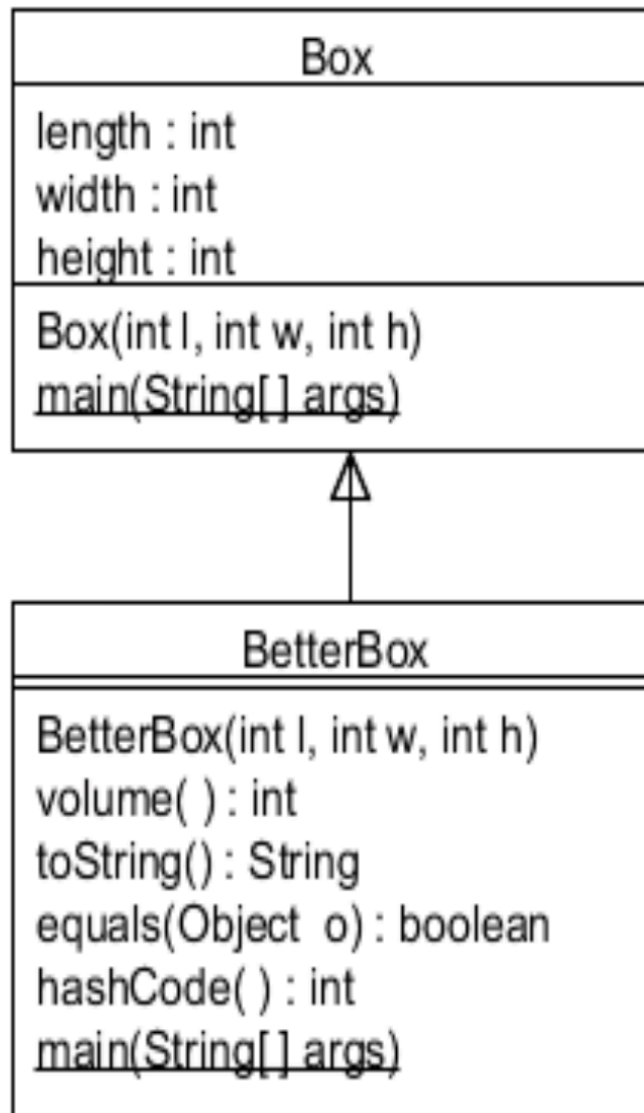 Box
length : int
width : int
height : int
Box(int l, int w, int h)
main(String[ ] args)
BetterBox
BetterBox(int l, int w, int h)
volume( ) : int
toString() : String
equals(Object  o) : boolean
hashCode( ) : int
main(String[ ] args)